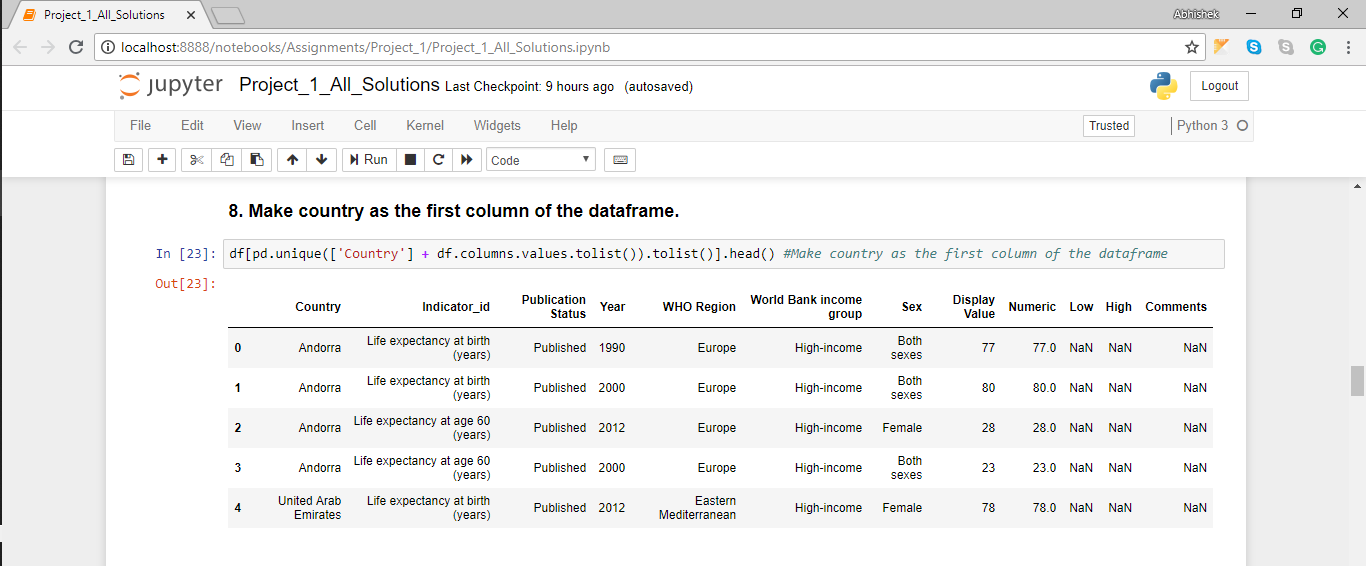 Project_1_All_Solutions
Abhishek
localhost:8888/notebooks/Assignments/Project_1/Project_1_All_Solutions.ipynb
jupyter Project_1_All_Solutions Last Checkpoint: 9 hours ago (autosaved)
Logout
File Edit View Insert Cell Kernel Widgets Help
Trusted Python 3
Run Code
8. Make country as the first column of the dataframe.
In [23]: df[pd.unique(['Country'] + df.columns.values.tolist()).tolist()].head() #Make country as the first column of the dataframe
Out[23]:
Country Indicator_id Publication Status Year WHO Region World Bank income group Sex Display Value Numeric Low High Comments
0 Andorra Life expectancy at birth (years) Published 1990 Europe High-income Both sexes 77 77.0 NaN NaN NaN
1 Andorra Life expectancy at birth (years) Published 2000 Europe High-income Both sexes 80 80.0 NaN NaN NaN
2 Andorra Life expectancy at age 60 (years) Published 2012 Europe High-income Female 28 28.0 NaN NaN NaN
3 Andorra Life expectancy at age 60 (years) Published 2000 Europe High-income Both sexes 23 23.0 NaN NaN NaN
4 United Arab Emirates Life expectancy at birth (years) Published 2012 Eastern Mediterranean High-income Female 78 78.0 NaN NaN NaN